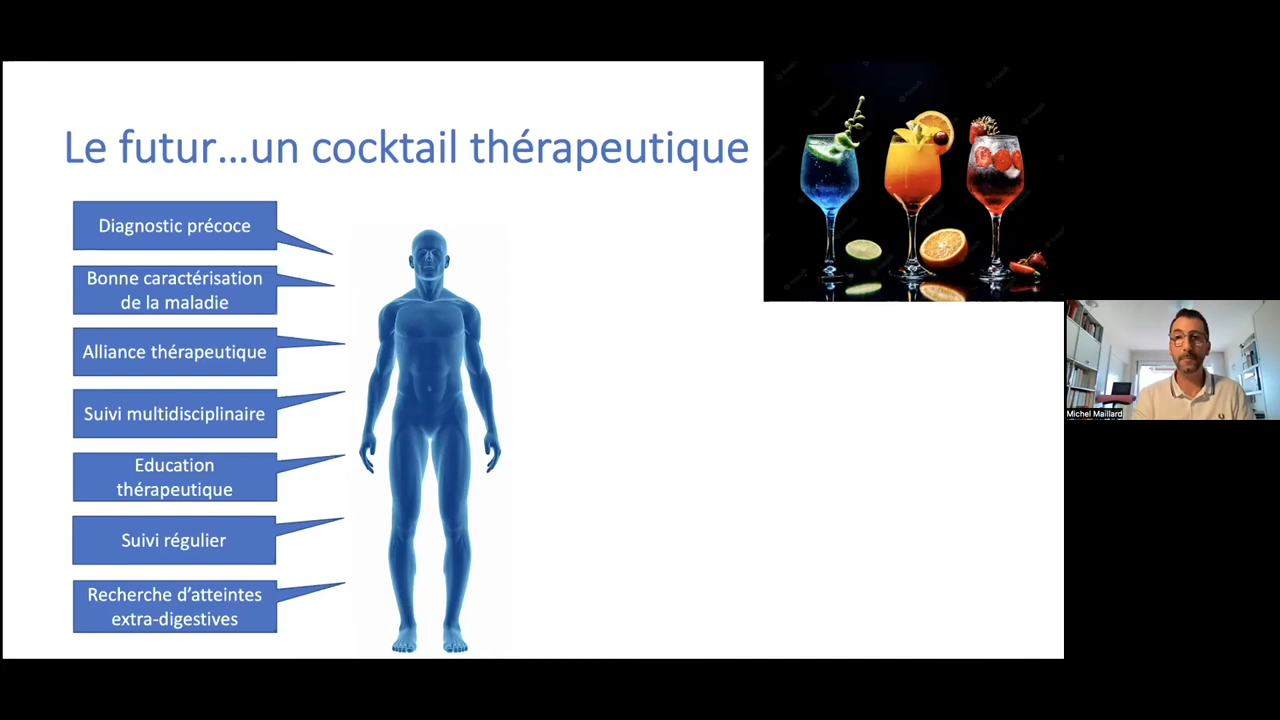 Le futur...un cocktail thérapeutique
Diagnostic précoce
Bonne caractérisation
de la maladie
Alliance thérapeutique
Suivi multidisciplinaire
Education
thérapeutique
Suivi régulier
Recherche d'atteintes
extra-digestives
Michel Maillard